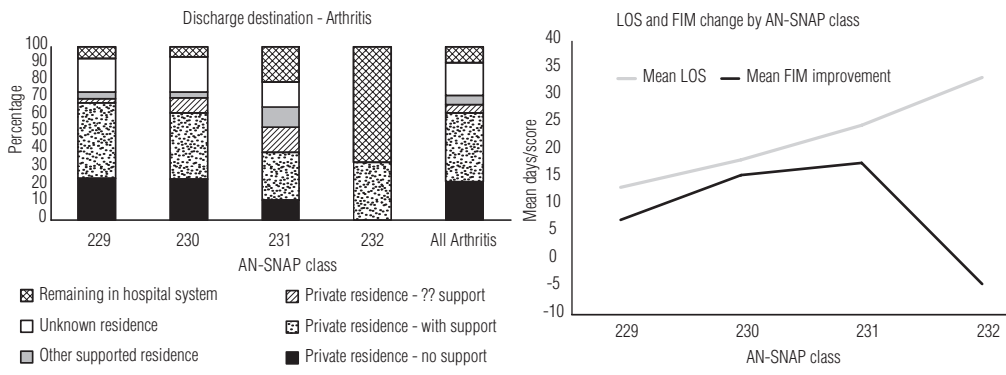 Discharge destination - Arthritis
Percentage
100
90
80
70
60
50
40
30
20
10
0
229 230 231 232 All Arthritis
AN-SNAP class
Remaining in hospital system
Unknown residence
Other supported residence
Private residence - ?? support
Private residence - with support
Private residence - no support
LOS and FIM change by AN-SNAP class
Mean days/score
40
35
30
25
20
15
10
5
0
-5
-10
Mean LOS Mean FIM improvement
229 230 231 232
AN-SNAP class